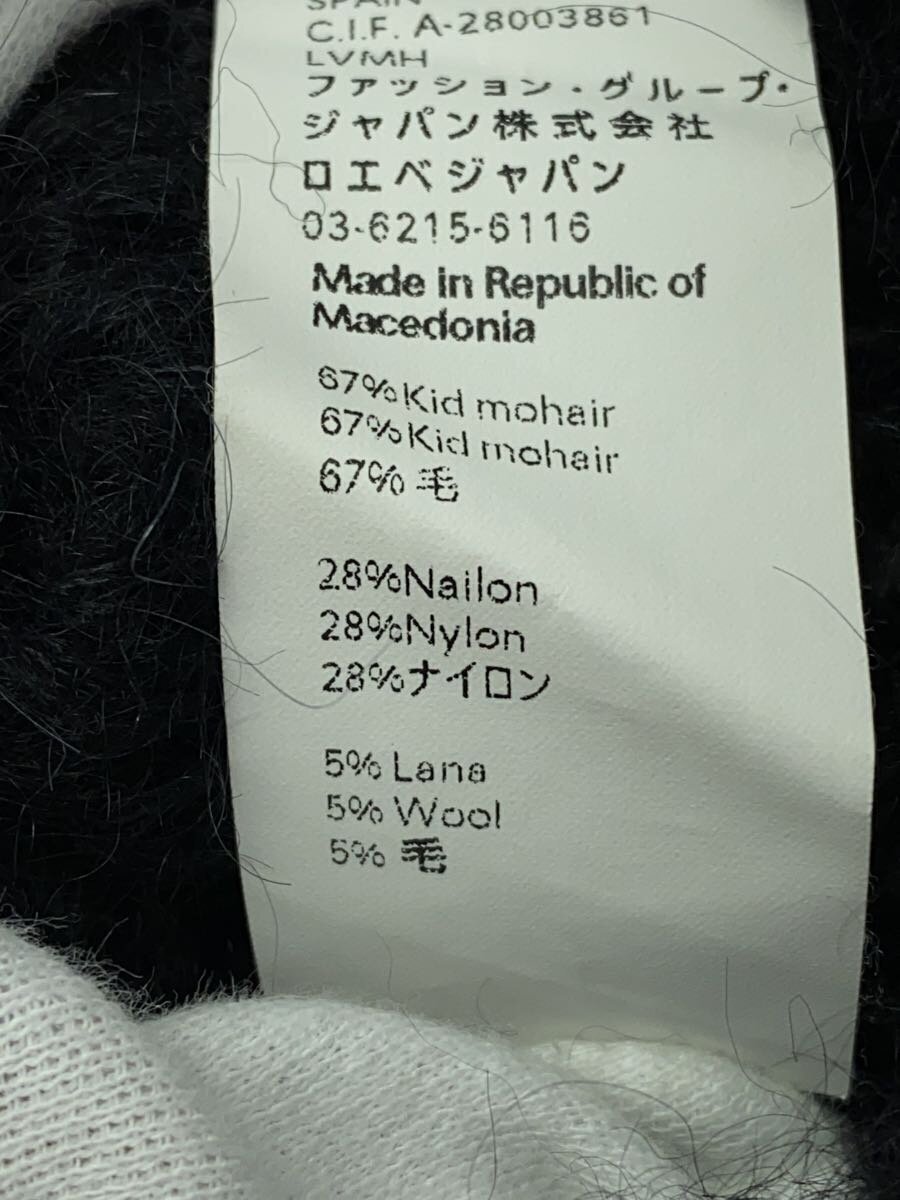 SPAIN
C.I.F. A-28003861
LVMH
ファッション・グループ・
ジャパン株式会社
ロエベジャパン
03-6215-6116
Made in Republic of
Macedonia
67%Kid mohair
67%Kid mohair
67% 毛
28%Nailon
28%Nylon
28%ナイロン
5% Lana
5% Wool
5% 毛